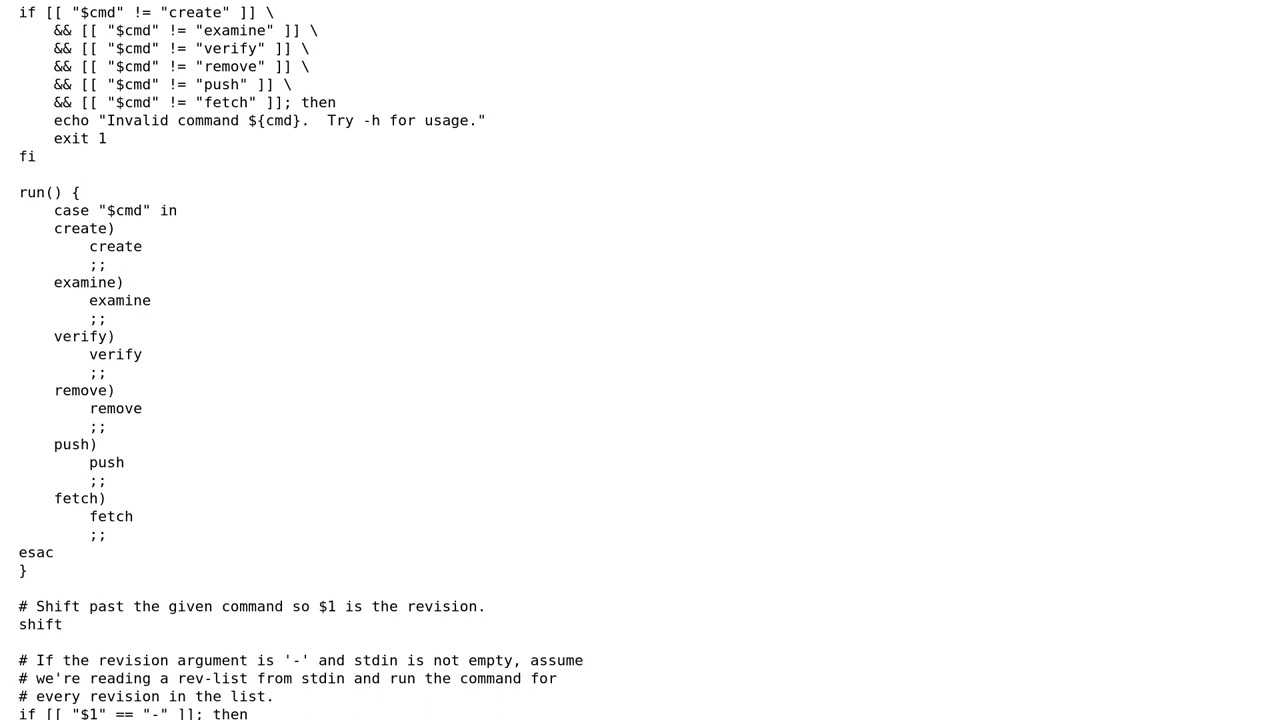 if [[ "$cmd" != "create" ]] \
    && [[ "$cmd" != "examine" ]] \
    && [[ "$cmd" != "verify" ]] \
    && [[ "$cmd" != "remove" ]] \
    && [[ "$cmd" != "push" ]] \
    && [[ "$cmd" != "fetch" ]]; then
    echo "Invalid command ${cmd}.  Try -h for usage."
    exit 1
fi

run() {
    case "$cmd" in
    create)
        create
        ;;
    examine)
        examine
        ;;
    verify)
        verify
        ;;
    remove)
        remove
        ;;
    push)
        push
        ;;
    fetch)
        fetch
        ;;
esac
}

# Shift past the given command so $1 is the revision.
shift

# If the revision argument is '-' and stdin is not empty, assume
# we're reading a rev-list from stdin and run the command for
# every revision in the list.
if [[ "$1" == "-" ]]; then